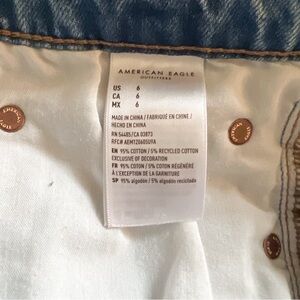 AMERICAN EAGLE
OUTFITTERS
US 6
CA 6
MX 6
MADE IN CHINA / FABRIQUÉ EN CHINE /
HECHO EN CHINA
RN 54485/CA 03873
RFC# AEM120605UYA
EN 95% COTTON / 5% RECYCLED COTTON
EXCLUSIVE OF DECORATION
FR 95% COTON / 5% COTON RÉGÉNÉRÉ
À L'EXCEPTION DE LA GARNITURE
SP 95% algodón / 5% algodón reciclado